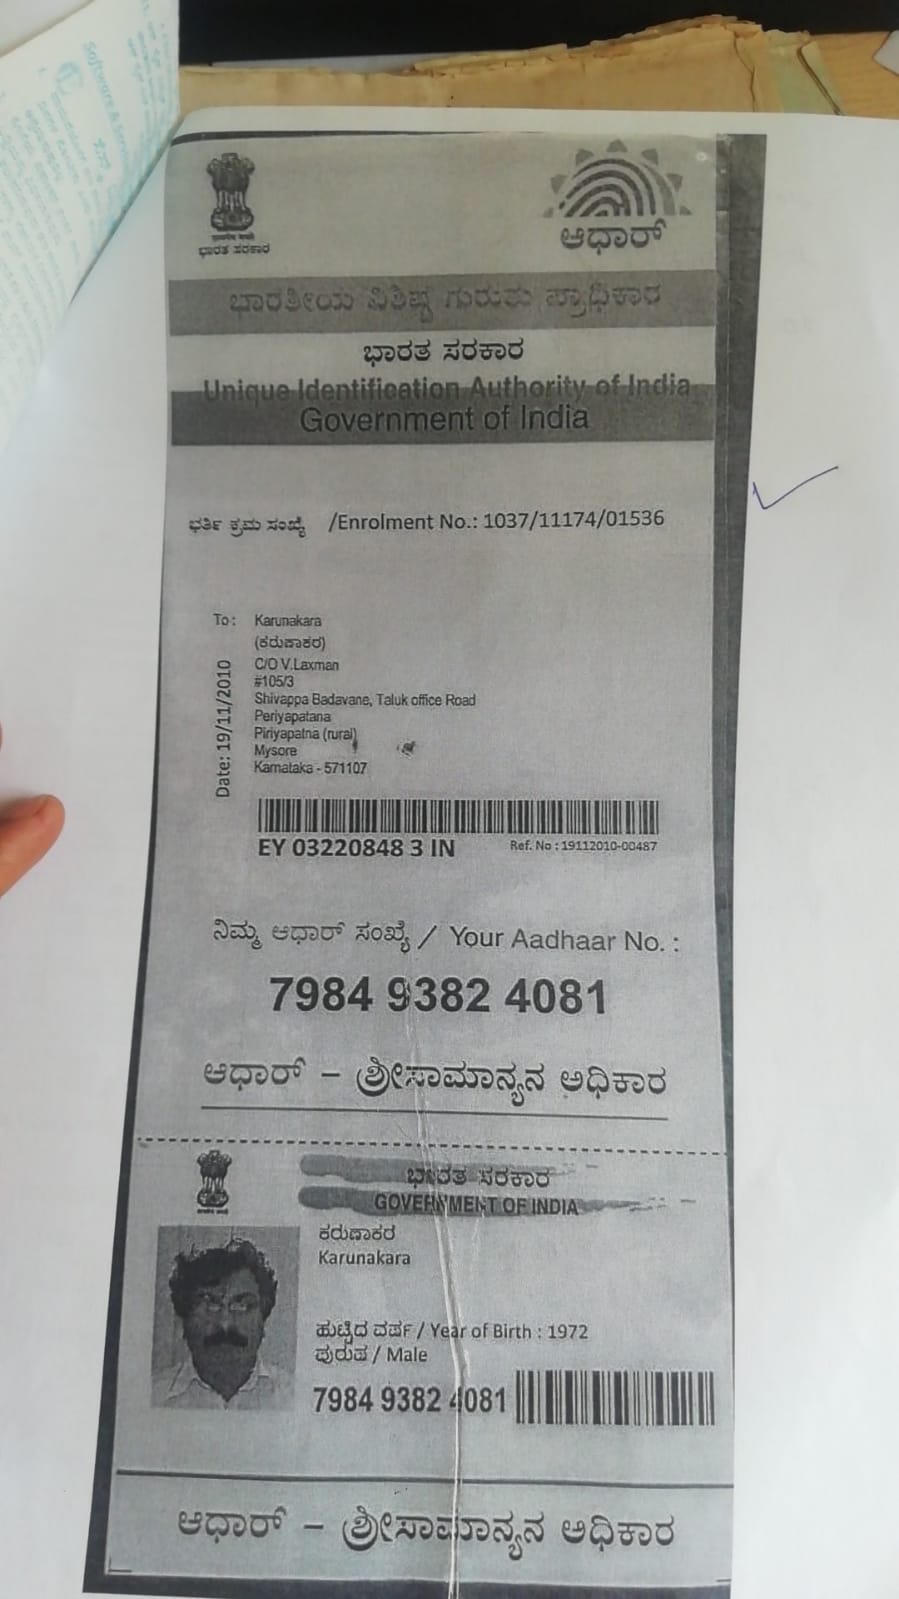 Software &
ಭಾರತ ಸರಕಾರ
ಆಧಾರ್
ಭಾರತೀಯ ವಿಶಿಷ್ಟ ಗುರುತು ಪ್ರಾಧಿಕಾರ
ಭಾರತ ಸರಕಾರ
Unique Identification Authority of India
Government of India
ಭರ್ತಿ ಕ್ರಮ ಸಂಖ್ಯೆ /Enrolment No.: 1037/11174/01536
To: Karunakara
(ಕರುಣಾಕರ)
C/O V.Laxman
#105/3
Shivappa Badavane, Taluk office Road
Periyapatana
Piriyapatna (rural)
Mysore
Karnataka - 571107
Date: 19/11/2010
EY 03220848 3 IN
Ref. No : 19112010-00487
ನಿಮ್ಮ ಆಧಾರ್ ಸಂಖ್ಯೆ / Your Aadhaar No. :
7984 9382 4081
ಆಧಾರ್ – ಶ್ರೀಸಾಮಾನ್ಯನ ಅಧಿಕಾರ
ಭಾರತ ಸರಕಾರ
GOVERNMENT OF INDIA
ಕರುಣಾಕರ
Karunakara
ಹುಟ್ಟಿದ ವರ್ಷ / Year of Birth : 1972
ಪುರುಷ / Male
7984 9382 4081
ಆಧಾರ್ – ಶ್ರೀಸಾಮಾನ್ಯನ ಅಧಿಕಾರ